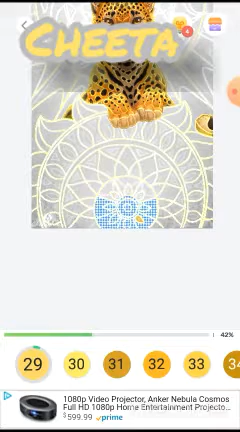 CHEETA
4
42%
29
30
31
32
33
34
1080p Video Projector, Anker Nebula Cosmos
Full HD 1080p Home Entertainment Projecto...
$599.99 prime